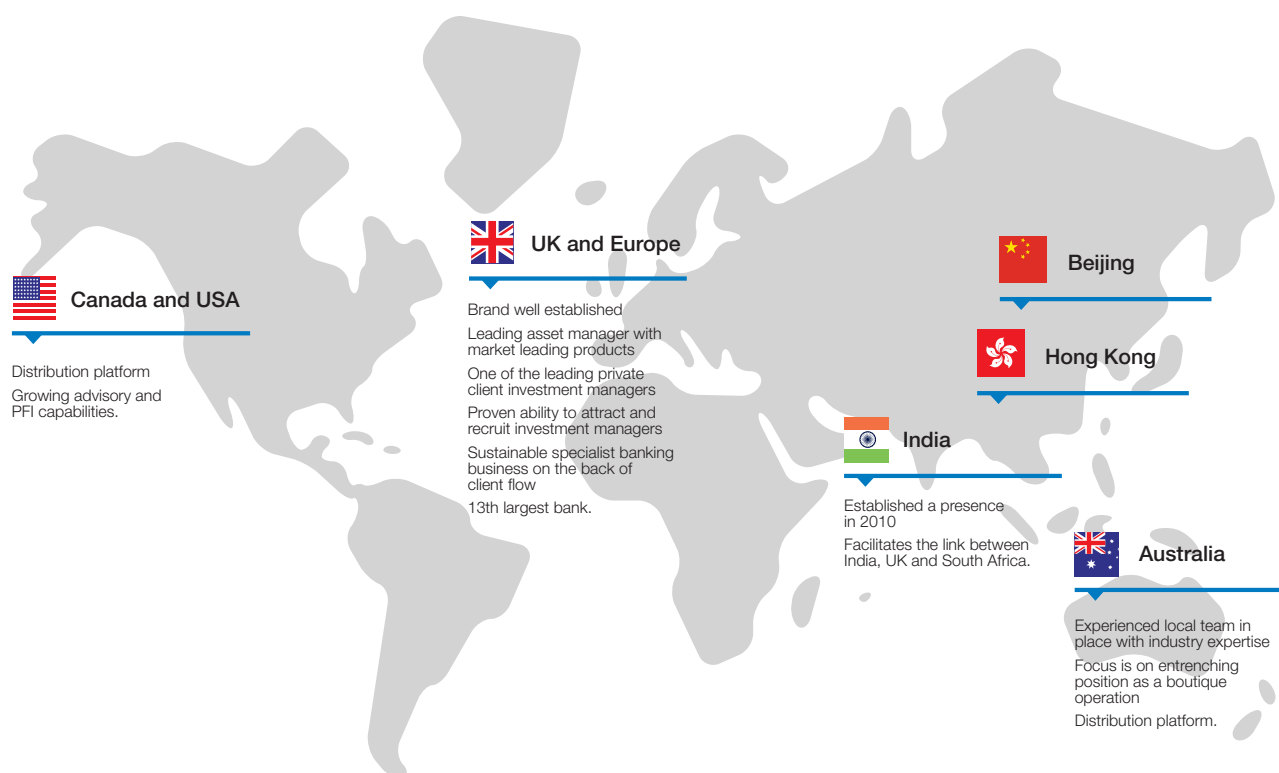 Canada and USA
Distribution platform
Growing advisory and
PFI capabilities.
UK and Europe
Brand well established
Leading asset manager with
market leading products
One of the leading private
client investment managers
Proven ability to attract and
recruit investment managers
Sustainable specialist banking
business on the back of
client flow
13th largest bank.
Beijing
Hong Kong
India
Established a presence
in 2010
Facilitates the link between
India, UK and South Africa.
Australia
Experienced local team in
place with industry expertise
Focus is on entrenching
position as a boutique
operation
Distribution platform.